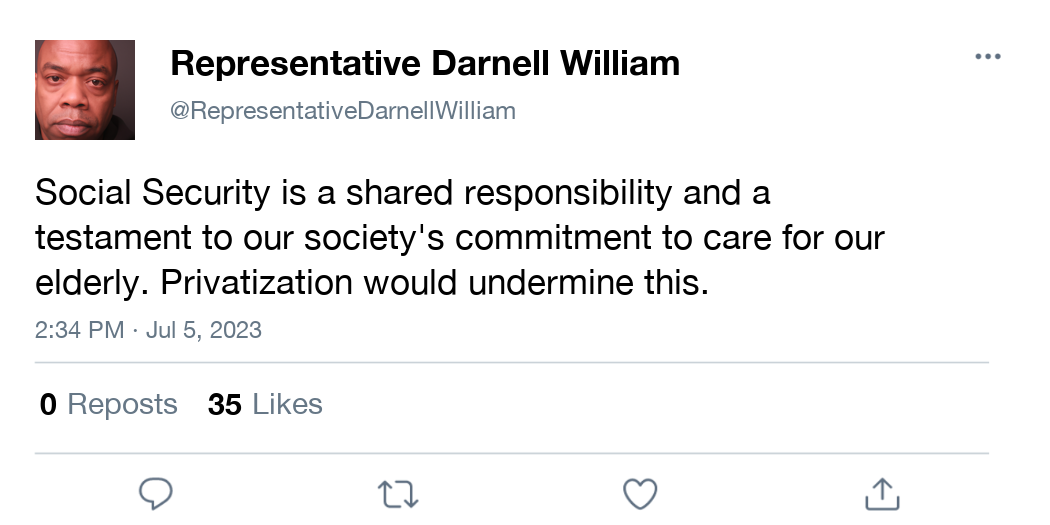 Representative Darnell William
@RepresentativeDarnellWilliam
Social Security is a shared responsibility and a
testament to our society's commitment to care for our
elderly. Privatization would undermine this.
2:34 PM · Jul 5, 2023
0 Reposts 35 Likes